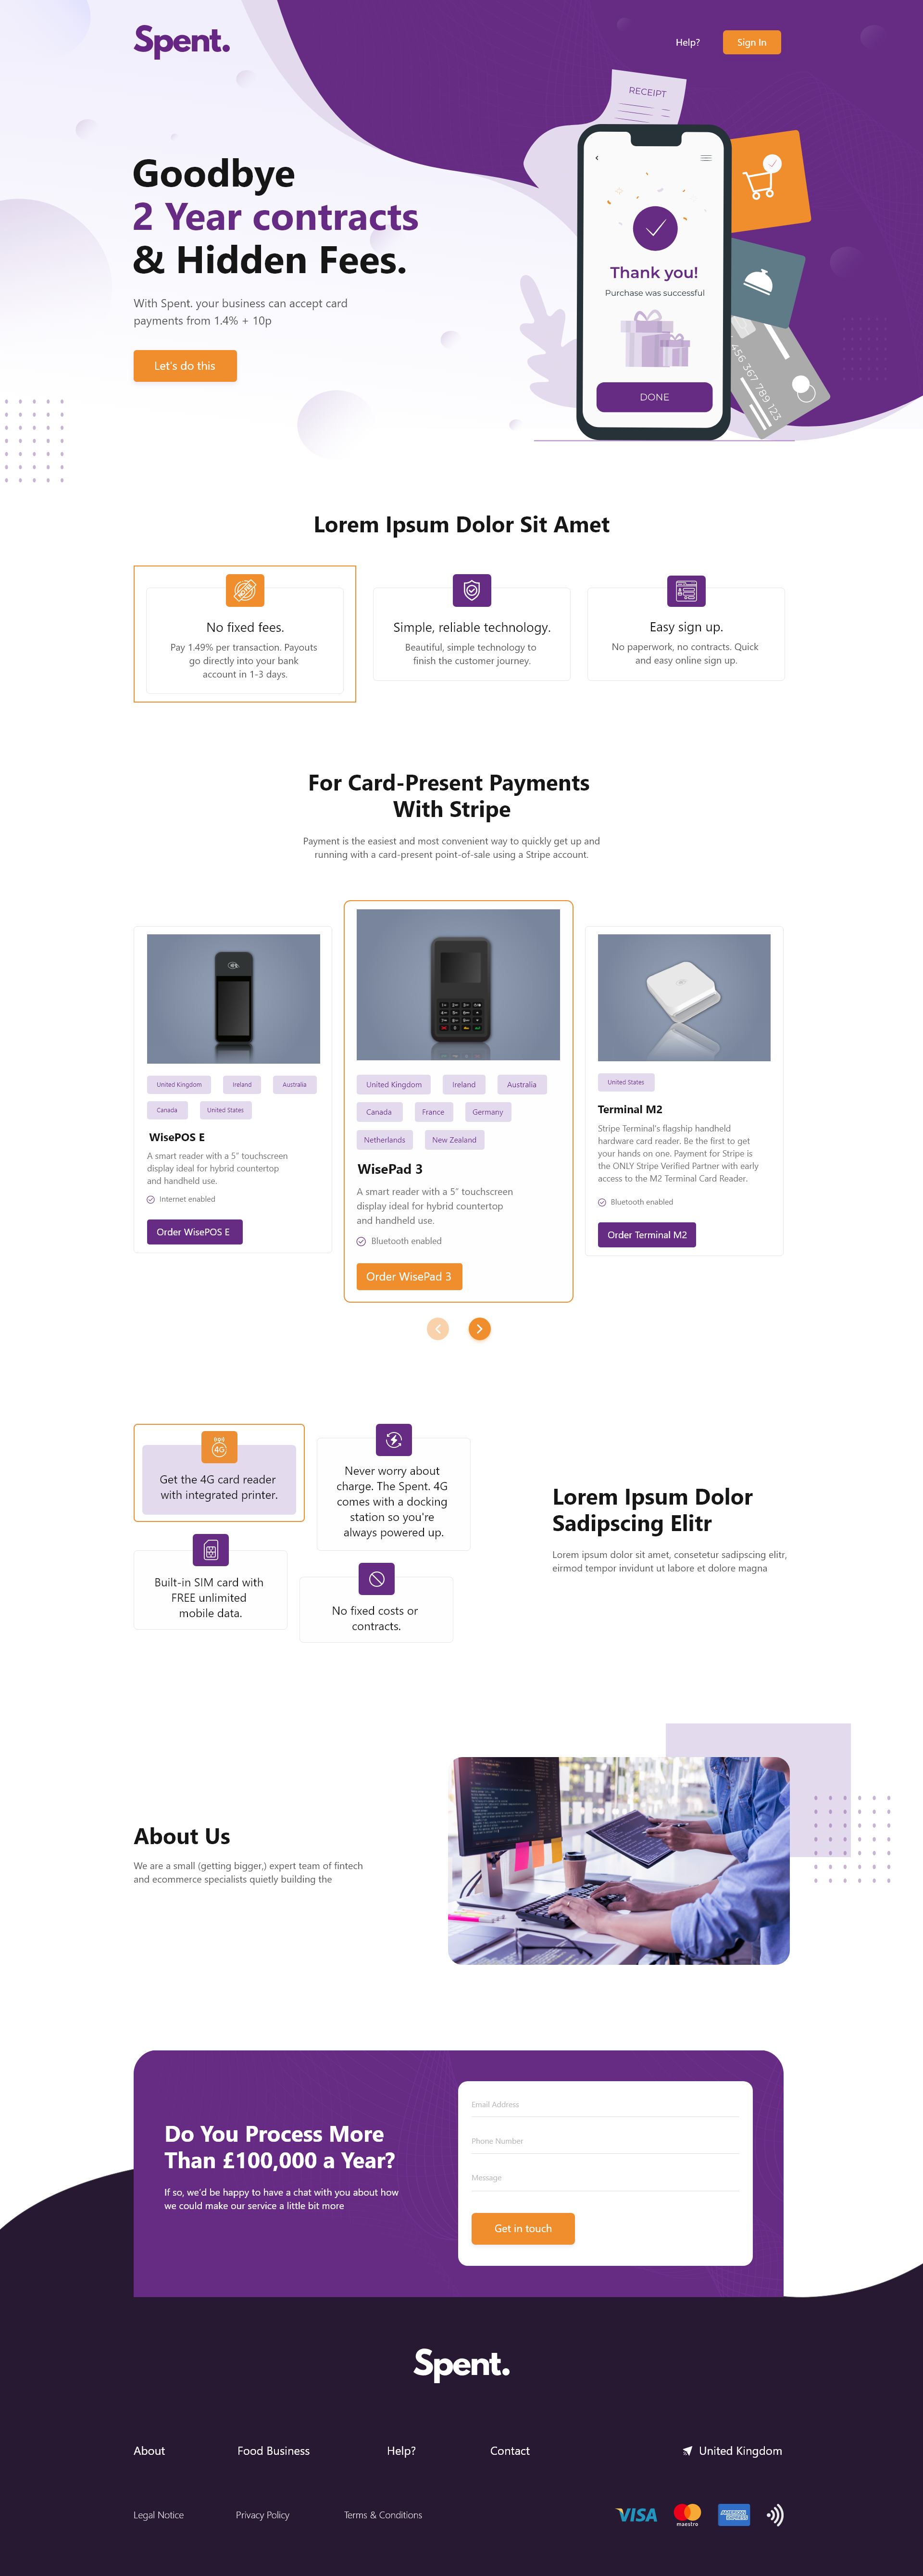 Spent.
Help?
Sign In
Goodbye
2 Year contracts
& Hidden Fees.
With Spent. your business can accept card
payments from 1.4% + 10p
Let's do this
RECEIPT
Thank you!
Purchase was successful
DONE
456 367 789 123
Lorem Ipsum Dolor Sit Amet
No fixed fees.
Pay 1.49% per transaction. Payouts
go directly into your bank
account in 1-3 days.
Simple, reliable technology.
Beautiful, simple technology to
finish the customer journey.
Easy sign up.
No paperwork, no contracts. Quick
and easy online sign up.
For Card-Present Payments
With Stripe
Payment is the easiest and most convenient way to quickly get up and
running with a card-present point-of-sale using a Stripe account.
United Kingdom
Ireland
Australia
Canada
United States
WisePOS E
A smart reader with a 5” touchscreen
display ideal for hybrid countertop
and handheld use.
Internet enabled
Order WisePOS E
United Kingdom
Ireland
Australia
Canada
France
Germany
Netherlands
New Zealand
WisePad 3
A smart reader with a 5” touchscreen
display ideal for hybrid countertop
and handheld use.
Bluetooth enabled
Order WisePad 3
United States
Terminal M2
Stripe Terminal's flagship handheld
hardware card reader. Be the first to get
your hands on one. Payment for Stripe is
the ONLY Stripe Verified Partner with early
access to the M2 Terminal Card Reader.
Bluetooth enabled
Order Terminal M2
4G
Get the 4G card reader
with integrated printer.
Never worry about
charge. The Spent. 4G
comes with a docking
station so you're
always powered up.
Built-in SIM card with
FREE unlimited
mobile data.
No fixed costs or
contracts.
Lorem Ipsum Dolor
Sadipscing Elitr
Lorem ipsum dolor sit amet, consetetur sadipscing elitr,
eirmod tempor invidunt ut labore et dolore magna
About Us
We are a small (getting bigger,) expert team of fintech
and ecommerce specialists quietly building the
Do You Process More
Than £100,000 a Year?
If so, we'd be happy to have a chat with you about how
we could make our service a little bit more
Email Address
Phone Number
Message
Get in touch
Spent.
About
Food Business
Help?
Contact
United Kingdom
Legal Notice
Privacy Policy
Terms & Conditions
VISA
maestro
AMERICAN
EXPRESS